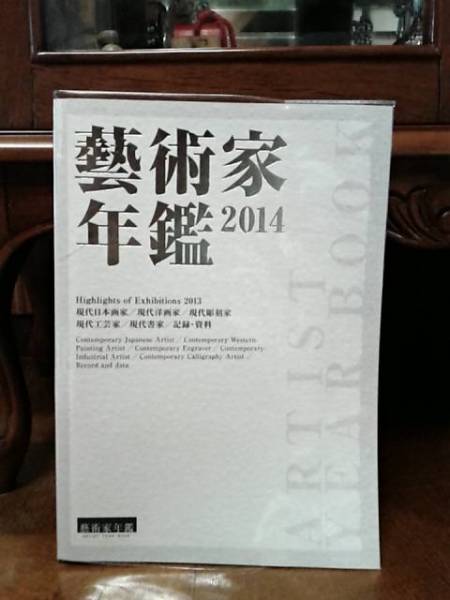 藝術家
年鑑 2014
Highlights of Exhibitions 2013
現代日本画家／現代洋画家／現代彫刻家
現代工芸家／現代書家／記録・資料
Contemporary Japanese Artist / Contemporary Western
Painting Artist / Contemporary Engraver / Contemporary
Industrial Artist / Contemporary Calligraphy Artist /
Record and data
ARTIST
YEARBOOK
藝術家年鑑
ARTIST YEAR BOOK